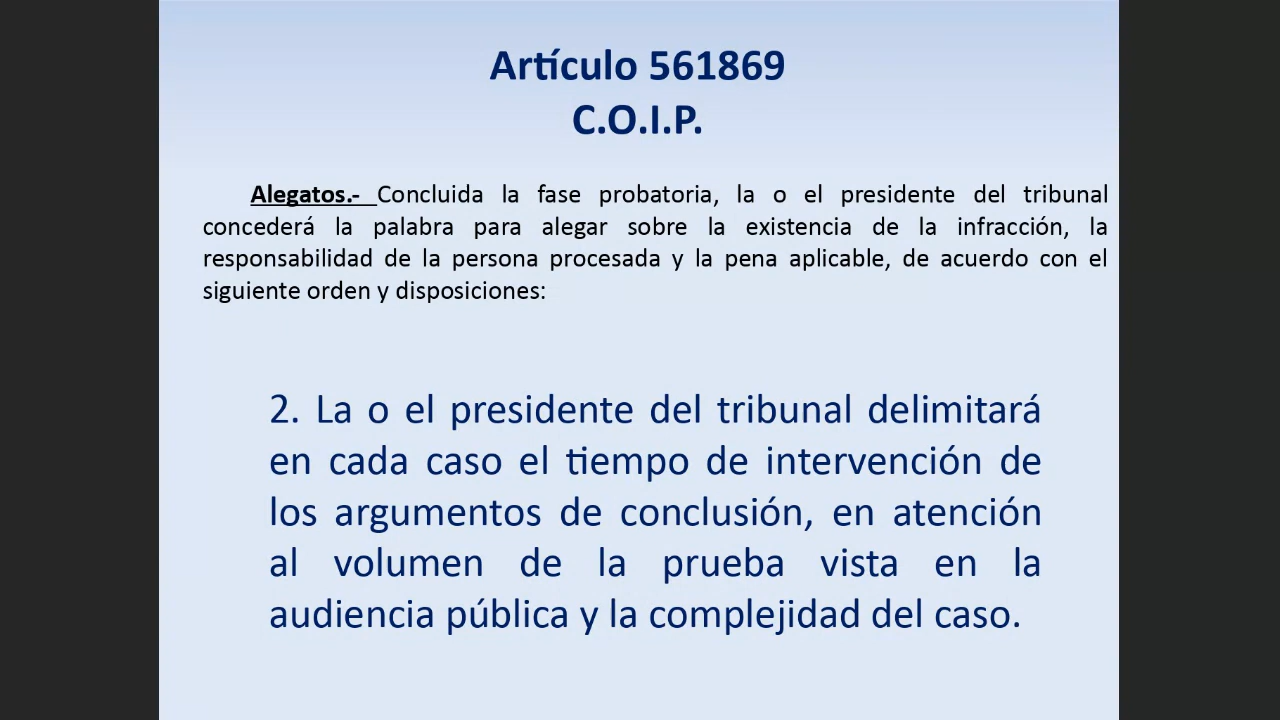 Artículo 561869
C.O.I.P.
Alegatos.- Concluida la fase probatoria, la o el presidente del tribunal
concederá la palabra para alegar sobre la existencia de la infracción, la
responsabilidad de la persona procesada y la pena aplicable, de acuerdo con el
siguiente orden y disposiciones:
2. La o el presidente del tribunal delimitará
en cada caso el tiempo de intervención de
los argumentos de conclusión, en atención
al volumen de la prueba vista en la
audiencia pública y la complejidad del caso.